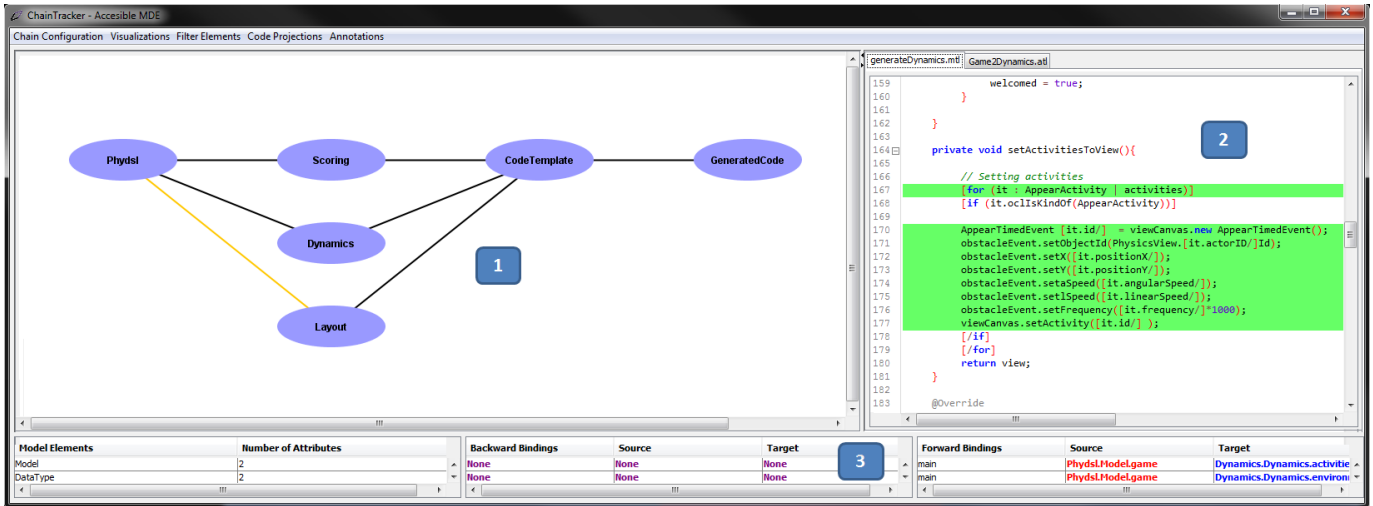 ChainTracker - Accesible MDE
Chain Configuration Visualizations Filter Elements Code Projections Annotations
Phydsl
Scoring
CodeTemplate
GeneratedCode
Dynamics
Layout
1
generateDynamics.mtl Game2Dynamics.atl
159 welcomed = true;
160 }
161
162 }
163
164 private void setActivitiesToView(){
165
166 // Setting activities
167 [for (it : AppearActivity | activities)]
168 [if (it.oclIsKindOf(AppearActivity))]
169
170 AppearTimedEvent [it.id/] = viewCanvas.new AppearTimedEvent();
171 obstacleEvent.setObjectId(PhysicsView.[it.actorID/]Id);
172 obstacleEvent.setX([it.positionX/]);
173 obstacleEvent.setY([it.positionY/]);
174 obstacleEvent.setaSpeed([it.angularSpeed/]);
175 obstacleEvent.setlSpeed([it.linearSpeed/]);
176 obstacleEvent.setFrequency([it.frequency/]*1000);
177 viewCanvas.setActivity([it.id/] );
178 [/if]
179 [/for]
180 return view;
181 }
182
183 @Override
2
Model Elements Number of Attributes
Model 2
DataType 2
Backward Bindings Source Target
None None None
None None None
3
Forward Bindings Source Target
main Phydsl.Model.game Dynamics.Dynamics.activitie
main Phydsl.Model.game Dynamics.Dynamics.environ